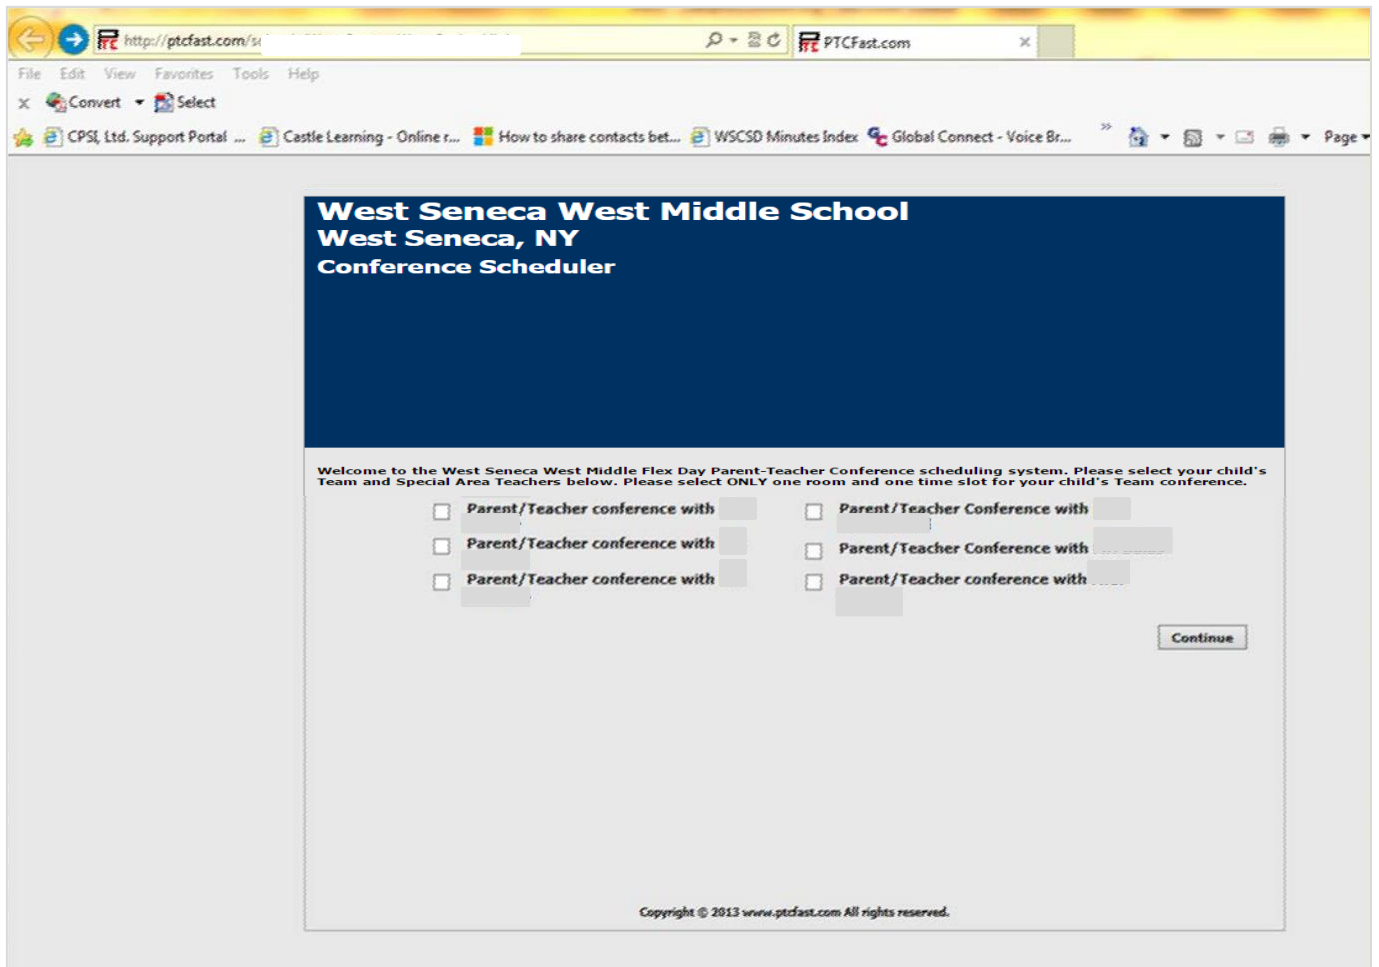 http://ptcfast.com/s
PTCFast.com
File Edit View Favorites Tools Help
x Convert Select
CPSI, Ltd. Support Portal ... Castle Learning - Online r... How to share contacts bet... WSCSD Minutes Index Global Connect - Voice Br... » Page
West Seneca West Middle School
West Seneca, NY
Conference Scheduler
Welcome to the West Seneca West Middle Flex Day Parent-Teacher Conference scheduling system. Please select your child's
Team and Special Area Teachers below. Please select ONLY one room and one time slot for your child's Team conference.
Parent/Teacher conference with
Parent/Teacher Conference with
Parent/Teacher conference with
Parent/Teacher Conference with
Parent/Teacher conference with
Parent/Teacher conference with
Continue
Copyright © 2013 www.ptcfast.com All rights reserved.